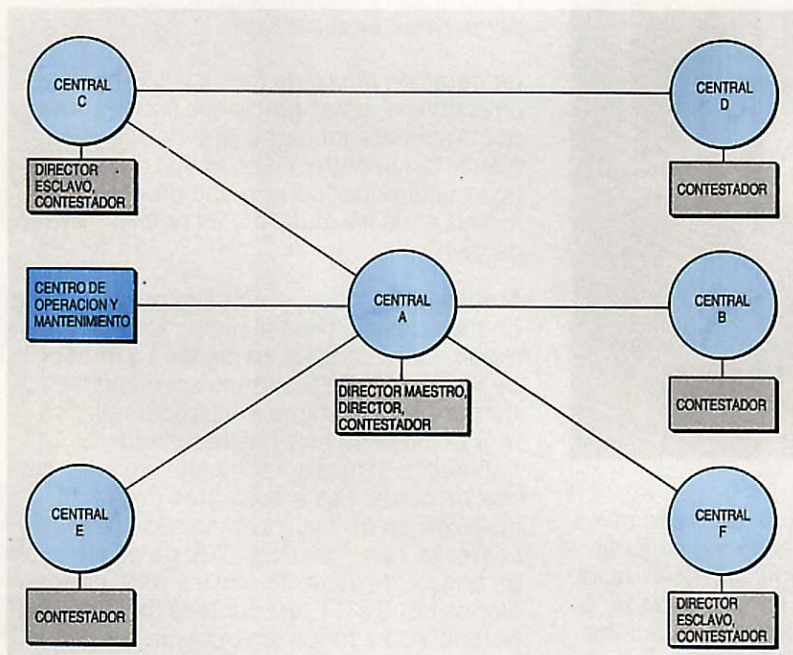 CENTRAL
C
CENTRAL
D
DIRECTOR
ESCLAVO,
CONTESTADOR
CONTESTADOR
CENTRO DE
OPERACION Y
MANTENIMIENTO
CENTRAL
A
CENTRAL
B
DIRECTOR MAESTRO,
DIRECTOR,
CONTESTADOR
CONTESTADOR
CENTRAL
E
CENTRAL
F
CONTESTADOR
DIRECTOR
ESCLAVO,
CONTESTADOR